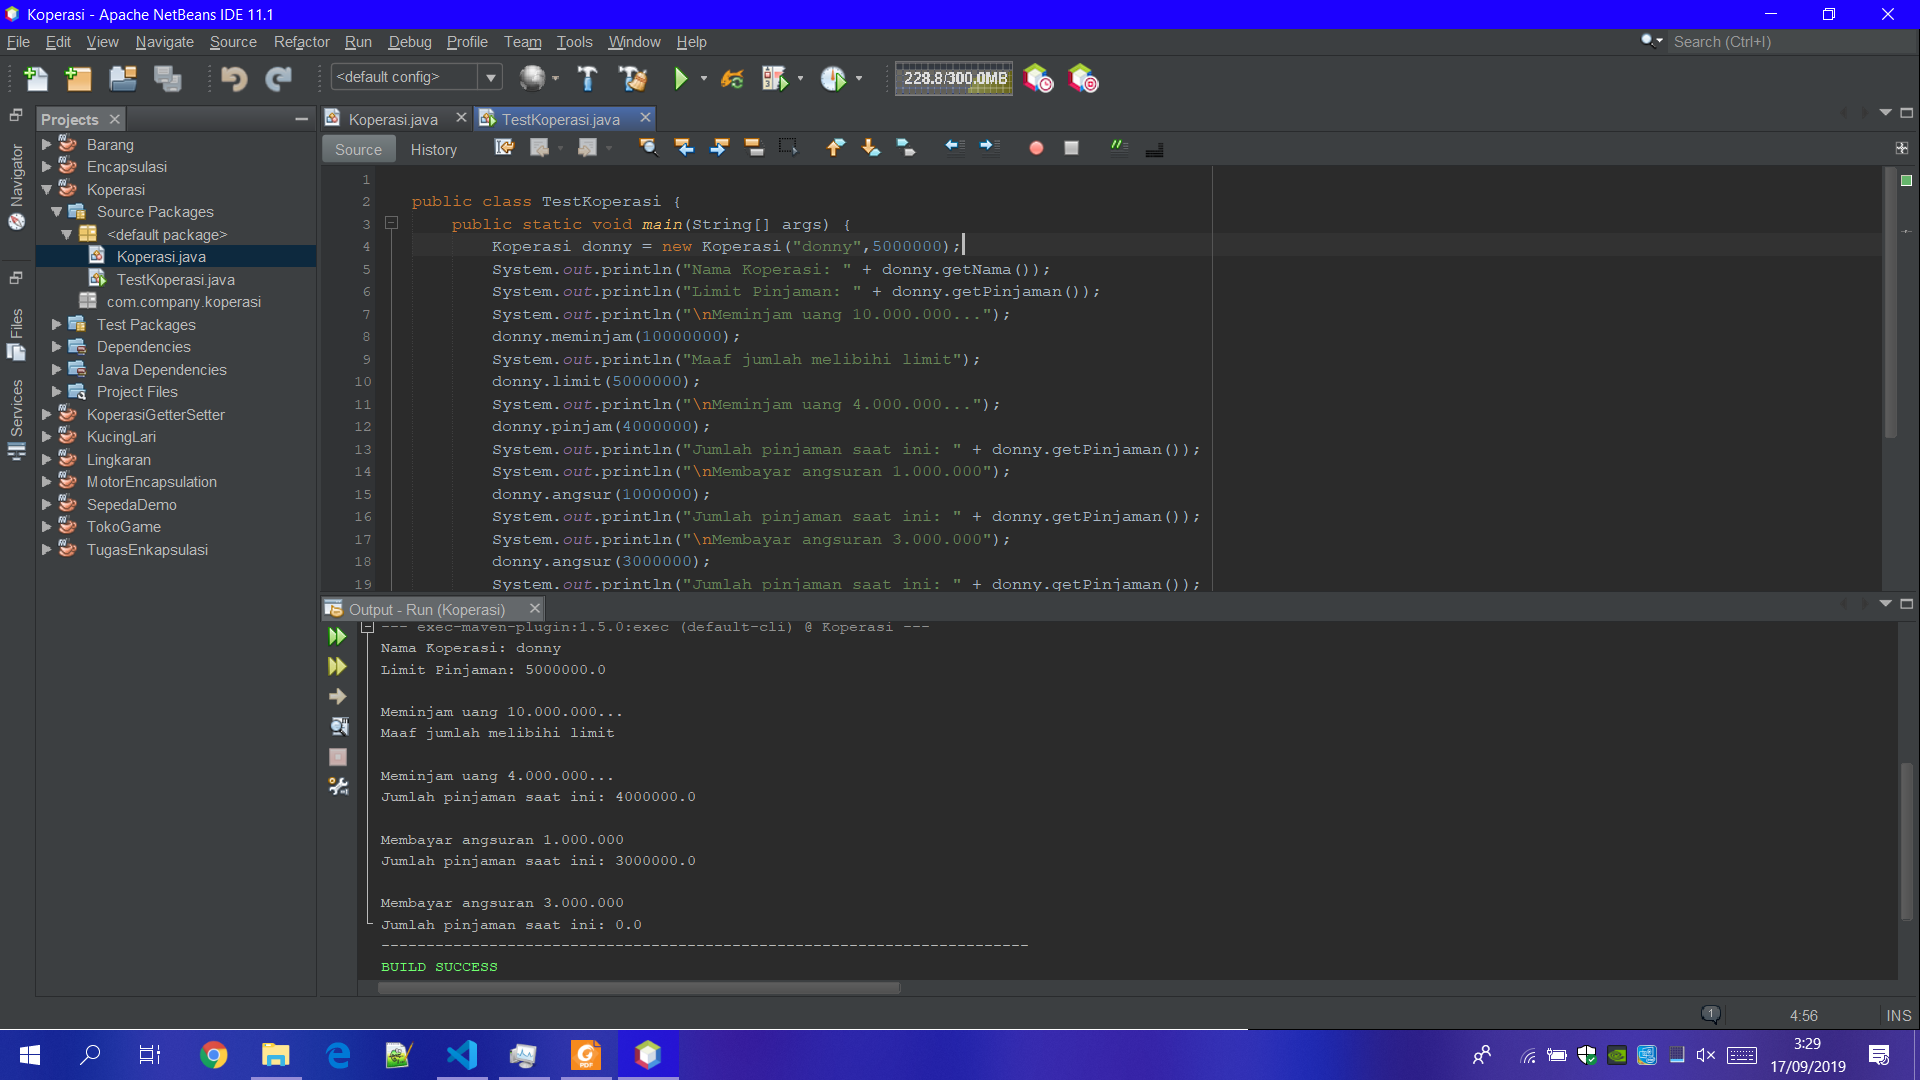 Koperasi - Apache NetBeans IDE 11.1
File Edit View Navigate Source Refactor Run Debug Profile Team Tools Window Help
Search (Ctrl+I)
<default config>
228.8/300.0MB
Projects
Navigator
Files
Services
Barang
Encapsulasi
Koperasi
Source Packages
<default package>
Koperasi.java
TestKoperasi.java
com.company.koperasi
Test Packages
Dependencies
Java Dependencies
Project Files
KoperasiGetterSetter
KucingLari
Lingkaran
MotorEncapsulation
SepedaDemo
TokoGame
TugasEnkapsulasi
Koperasi.java TestKoperasi.java
Source History
1
2 public class TestKoperasi {
3 public static void main(String[] args) {
4 Koperasi donny = new Koperasi("donny",5000000);
5 System.out.println("Nama Koperasi: " + donny.getNama());
6 System.out.println("Limit Pinjaman: " + donny.getPinjaman());
7 System.out.println("\nMeminjam uang 10.000.000...");
8 donny.meminjam(10000000);
9 System.out.println("Maaf jumlah melibihi limit");
10 donny.limit(5000000);
11 System.out.println("\nMeminjam uang 4.000.000...");
12 donny.pinjam(4000000);
13 System.out.println("Jumlah pinjaman saat ini: " + donny.getPinjaman());
14 System.out.println("\nMembayar angsuran 1.000.000");
15 donny.angsur(1000000);
16 System.out.println("Jumlah pinjaman saat ini: " + donny.getPinjaman());
17 System.out.println("\nMembayar angsuran 3.000.000");
18 donny.angsur(3000000);
19 System.out.println("Jumlah pinjaman saat ini: " + donny.getPinjaman());
Output - Run (Koperasi)
--- exec-maven-plugin:1.5.0:exec (default-cli) @ Koperasi ---
Nama Koperasi: donny
Limit Pinjaman: 5000000.0
Meminjam uang 10.000.000...
Maaf jumlah melibihi limit
Meminjam uang 4.000.000...
Jumlah pinjaman saat ini: 4000000.0
Membayar angsuran 1.000.000
Jumlah pinjaman saat ini: 3000000.0
Membayar angsuran 3.000.000
Jumlah pinjaman saat ini: 0.0
------------------------------------------------------------------------
BUILD SUCCESS
1
4:56 INS
3:29
17/09/2019